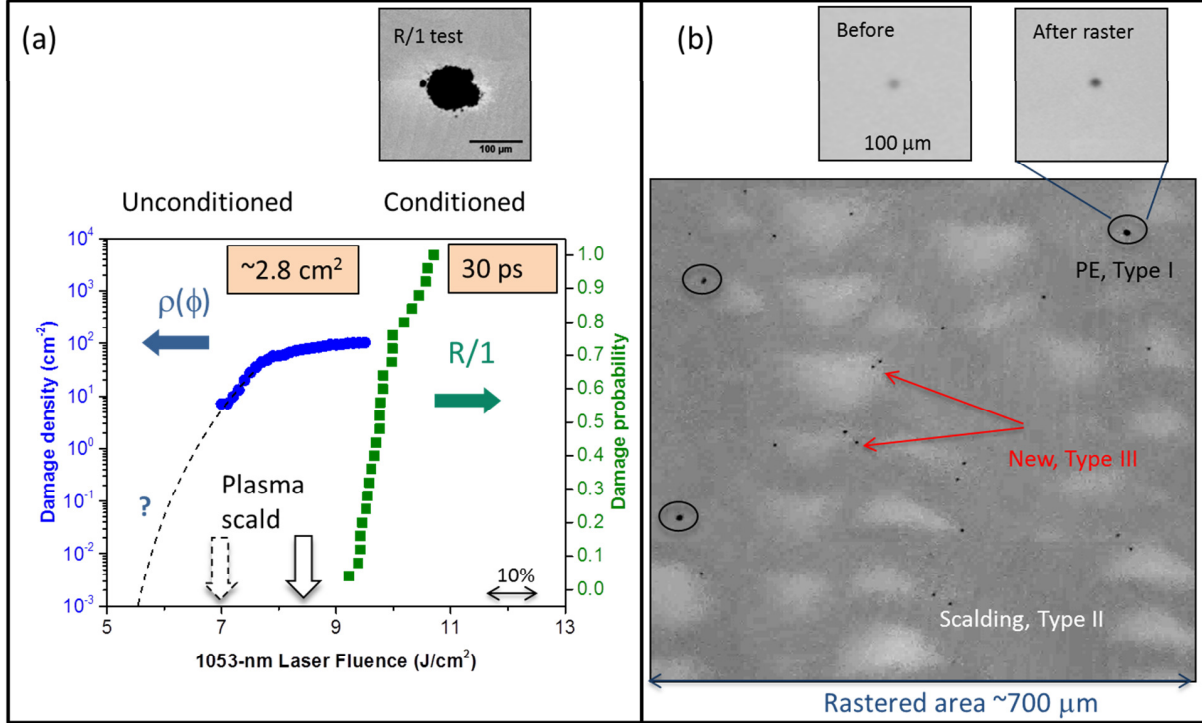 (a)
R/1 test
100 µm
Unconditioned
Conditioned
~2.8 cm²
30 ps
ρ(ϕ)
R/1
?
Plasma
scald
10%
10⁴
10³
10²
10¹
10⁰
10⁻¹
10⁻²
10⁻³
Damage density (cm⁻²)
1.0
0.9
0.8
0.7
0.6
0.5
0.4
0.3
0.2
0.1
0.0
Damage probability
5
7
9
11
13
1053-nm Laser Fluence (J/cm²)
(b)
Before
100 µm
After raster
PE, Type I
New, Type III
Scalding, Type II
Rastered area ~700 µm